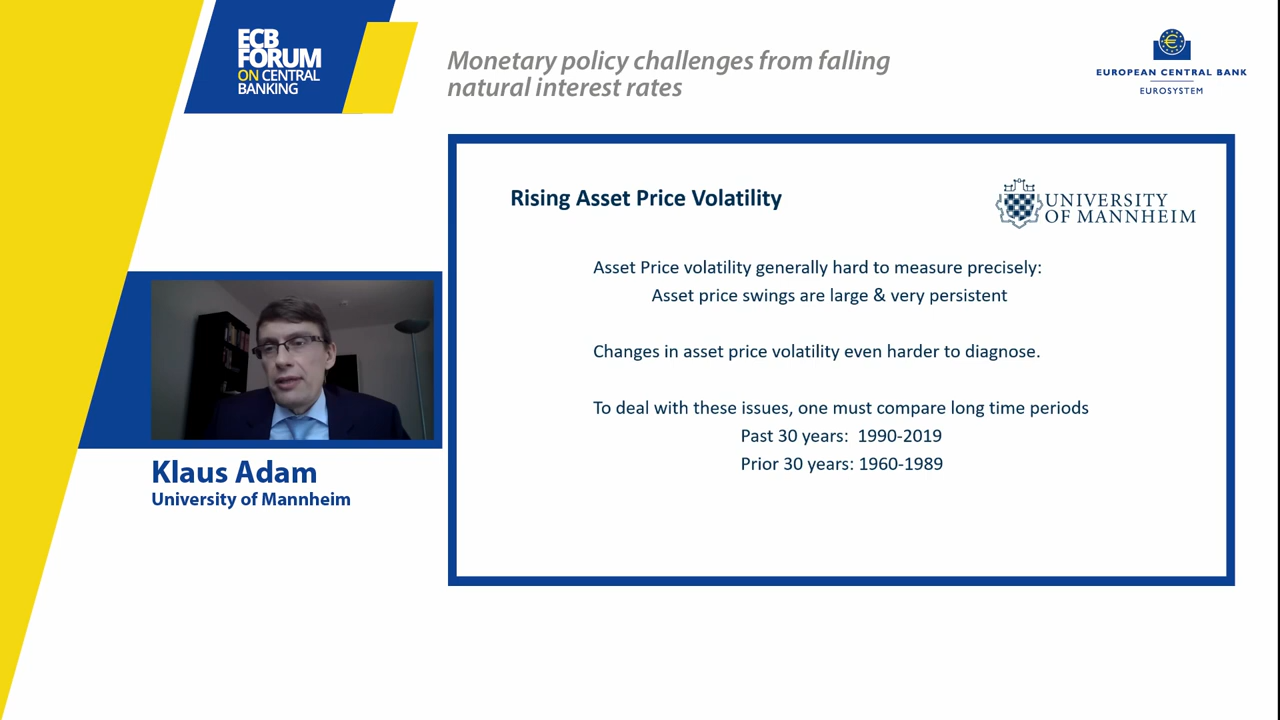 ECB
FORUM
ON CENTRAL
BANKING
Monetary policy challenges from falling
natural interest rates
EUROPEAN CENTRAL BANK
EUROSYSTEM
Rising Asset Price Volatility
UNIVERSITY
OF MANNHEIM
Asset Price volatility generally hard to measure precisely:
Asset price swings are large & very persistent
Changes in asset price volatility even harder to diagnose.
To deal with these issues, one must compare long time periods
Past 30 years: 1990-2019
Prior 30 years: 1960-1989
Klaus Adam
University of Mannheim